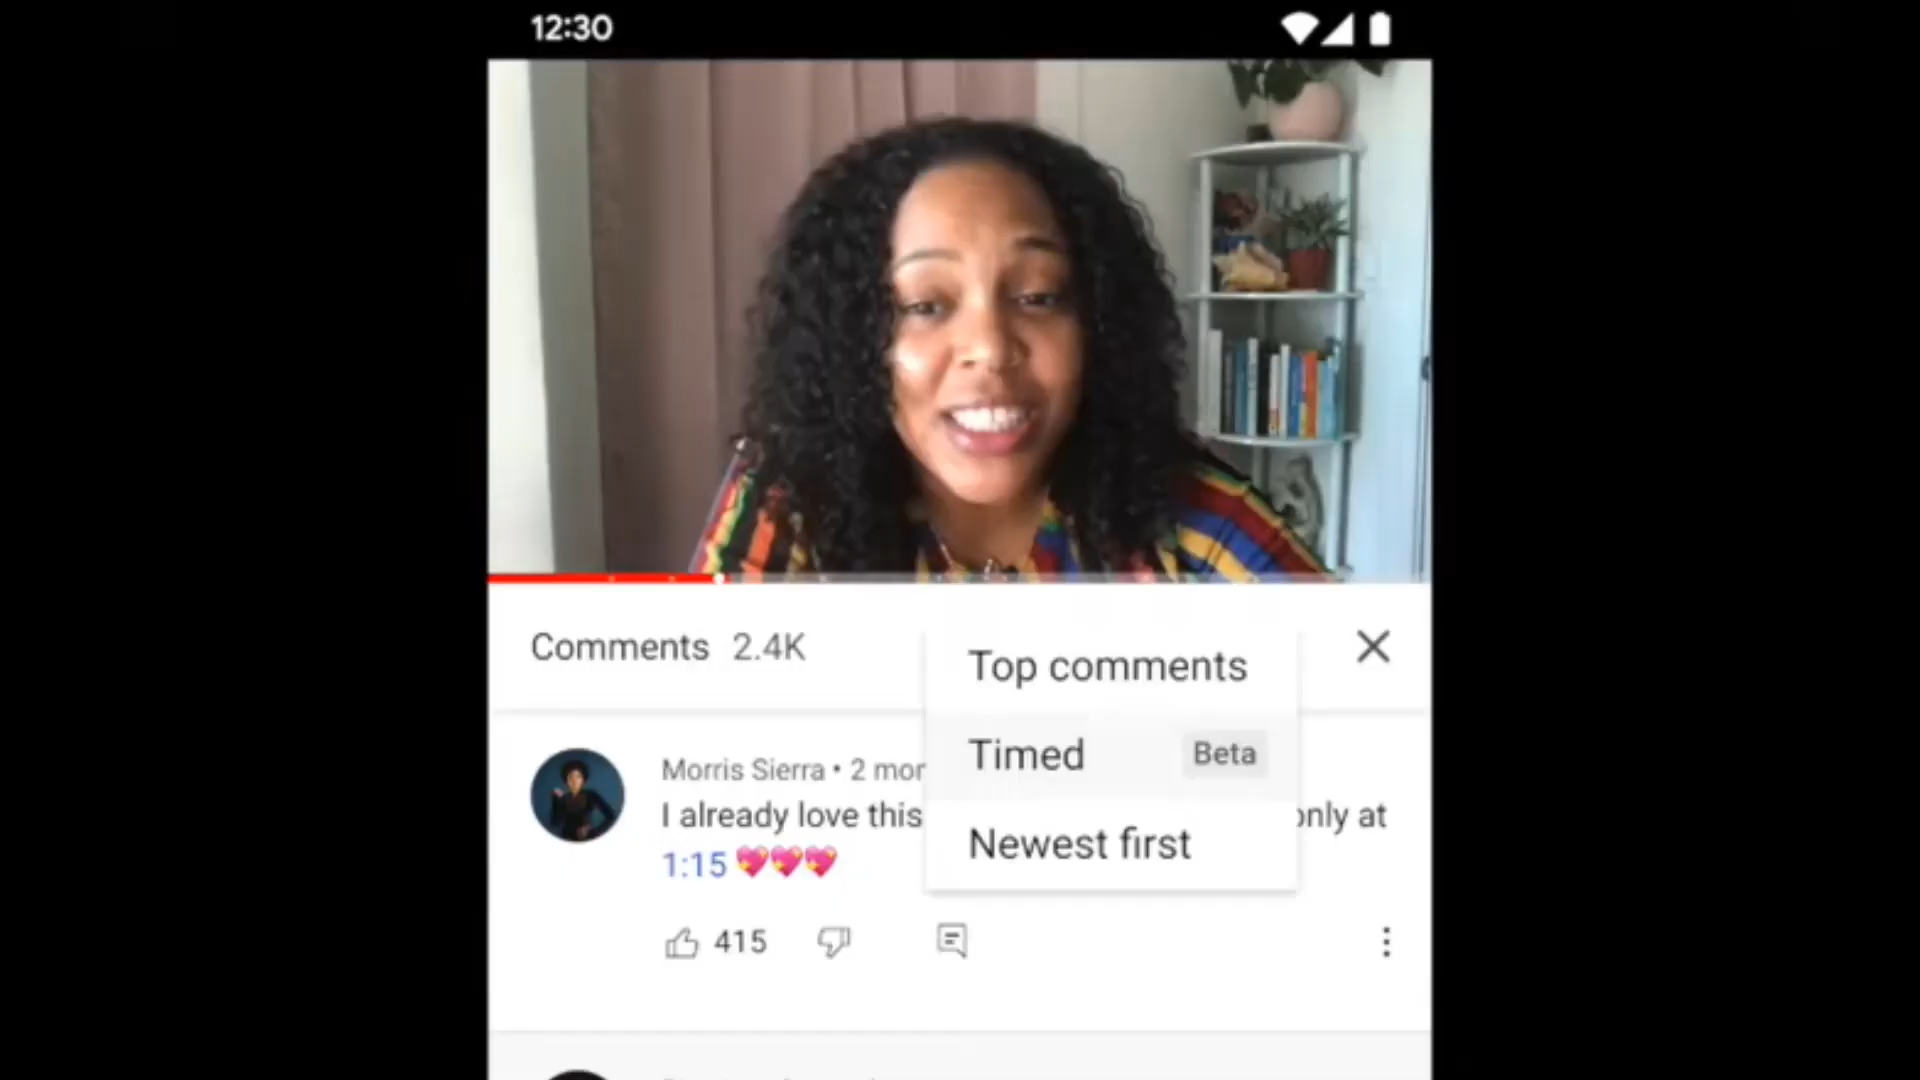 12:30
Comments 2.4K
Top comments
Timed Beta
Newest first
Morris Sierra • 2
I already love this only at
1:15 💖💖💖
415